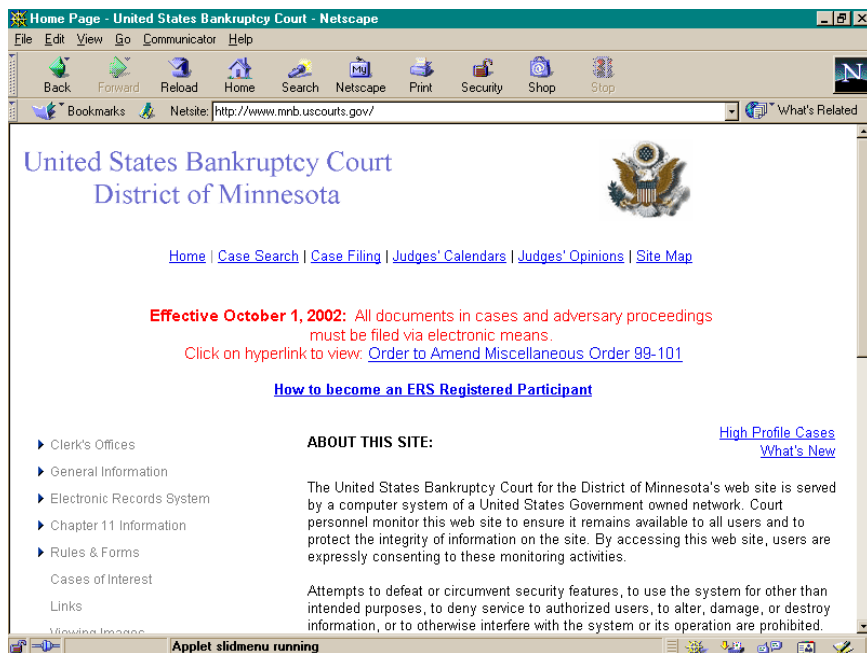 Home Page - United States Bankruptcy Court - Netscape
File Edit View Go Communicator Help
Back Forward Reload Home Search Netscape Print Security Shop Stop
My
N
Bookmarks Netsite: http://www.mnb.uscourts.gov/ What's Related
United States Bankruptcy Court
District of Minnesota
Home | Case Search | Case Filing | Judges' Calendars | Judges' Opinions | Site Map
Effective October 1, 2002: All documents in cases and adversary proceedings
must be filed via electronic means.
Click on hyperlink to view: Order to Amend Miscellaneous Order 99-101
How to become an ERS Registered Participant
High Profile Cases
What's New
Clerk's Offices
General Information
Electronic Records System
Chapter 11 Information
Rules & Forms
Cases of Interest
Links
Viewing Images
ABOUT THIS SITE:
The United States Bankruptcy Court for the District of Minnesota's web site is served
by a computer system of a United States Government owned network. Court
personnel monitor this web site to ensure it remains available to all users and to
protect the integrity of information on the site. By accessing this web site, users are
expressly consenting to these monitoring activities.
Attempts to defeat or circumvent security features, to use the system for other than
intended purposes, to deny service to authorized users, to alter, damage, or destroy
information, or to otherwise interfere with the system or its operation are prohibited.
Applet slidmenu running